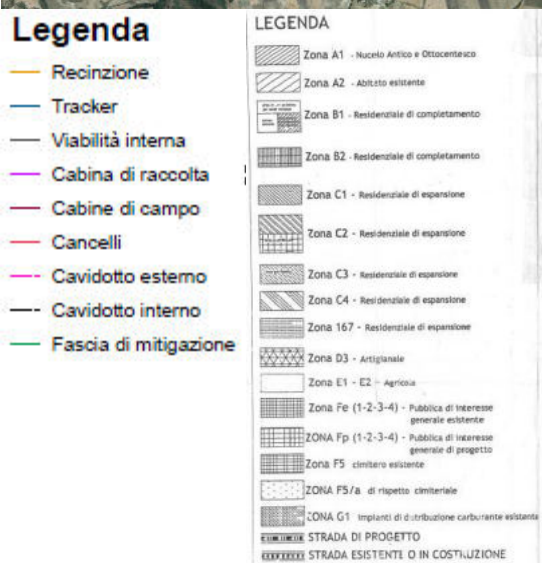 Legenda
Recinzione
Tracker
Viabilità interna
Cabina di raccolta
Cabine di campo
Cancelli
Cavidotto esterno
Cavidotto interno
Fascia di mitigazione
LEGENDA
Zona A1 - Nucelo Antico e Ottocentesco
Zona A2 - Abitato esistente
Zona B1 - Residenziale di completamento
Zona B2 - Residenziale di completamento
Zona C1 - Residenziale di espansione
Zona C2 - Residenziale di espansione
Zona C3 - Residenziale di espansione
Zona C4 - Residenziale di espansione
Zona 167 - Residenziale di espansione
Zona D3 - Artigianale
Zona E1 - E2 - Agricola
Zona Fe (1-2-3-4) - Pubblica di interesse
generale esistente
ZONA Fp (1-2-3-4) - Pubblica di interesse
generale di progetto
Zona F5 cimitero esistente
ZONA F5/a di rispetto cimiteriale
ZONA G1 Impianti di distribuzione carburante esistente
STRADA DI PROGETTO
STRADA ESISTENTE O IN COSTRUZIONE